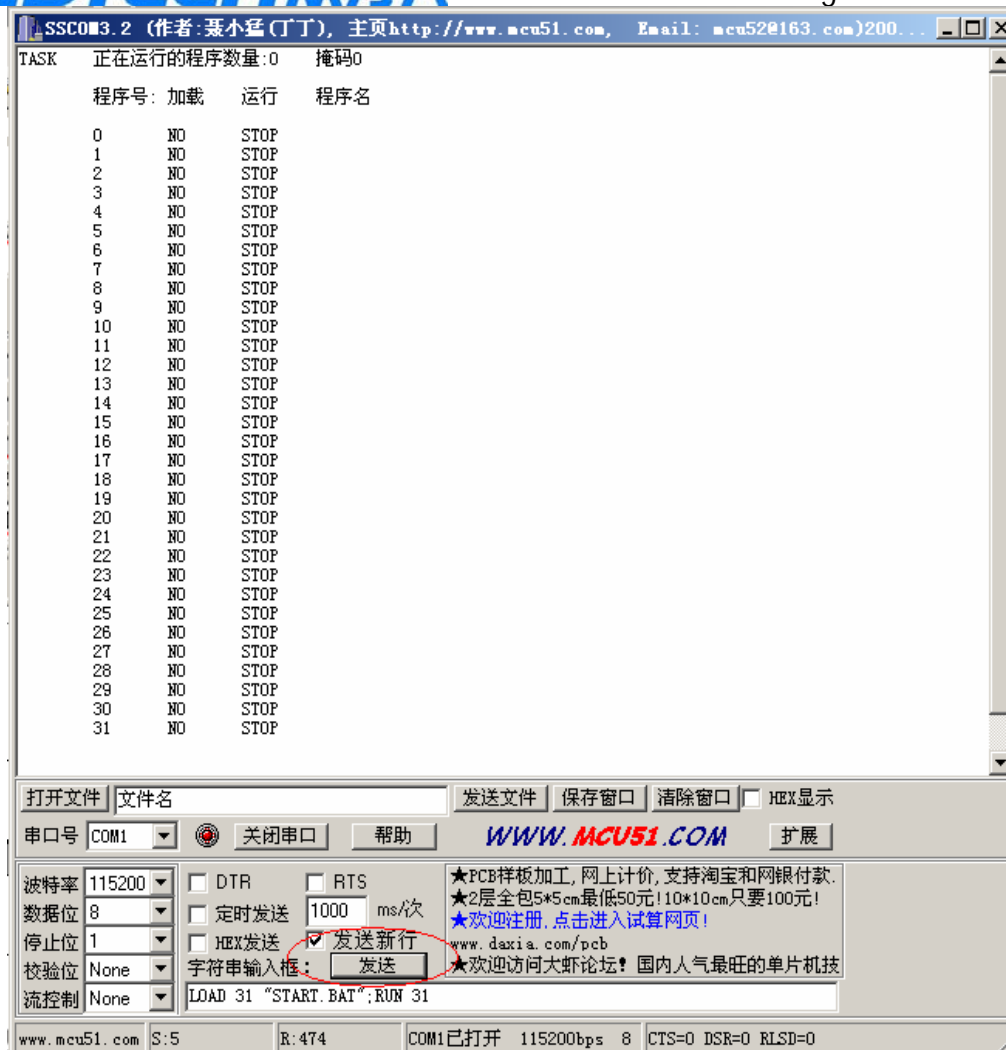 SSCOM3.2 (作者:聂小猛(丁丁), 主页http://www.mcu51.com, Email: mcu52@163.com)200...
TASK 正在运行的程序数量:0 掩码0
程序号: 加载 运行 程序名
0 NO STOP
1 NO STOP
2 NO STOP
3 NO STOP
4 NO STOP
5 NO STOP
6 NO STOP
7 NO STOP
8 NO STOP
9 NO STOP
10 NO STOP
11 NO STOP
12 NO STOP
13 NO STOP
14 NO STOP
15 NO STOP
16 NO STOP
17 NO STOP
18 NO STOP
19 NO STOP
20 NO STOP
21 NO STOP
22 NO STOP
23 NO STOP
24 NO STOP
25 NO STOP
26 NO STOP
27 NO STOP
28 NO STOP
29 NO STOP
30 NO STOP
31 NO STOP
打开文件 文件名 发送文件 保存窗口 清除窗口 HEX显示
串口号 COM1 关闭串口 帮助 WWW.MCU51.COM 扩展
波特率 115200 DTR RTS ★PCB样板加工,网上计价,支持淘宝和网银付款.
★2层全包5*5cm最低50元!10*10cm只要100元!
数据位 8 定时发送 1000 ms/次 ★欢迎注册,点击进入试算网页!
停止位 1 HEX发送 发送新行 www.daxia.com/pcb
校验位 None 字符串输入框: 发送 ★欢迎访问大虾论坛! 国内人气最旺的单片机技
流控制 None LOAD 31 "START.BAT";RUN 31
www.mcu51.com S:5 R:474 COM1已打开 115200bps 8 CTS=0 DSR=0 RLSD=0